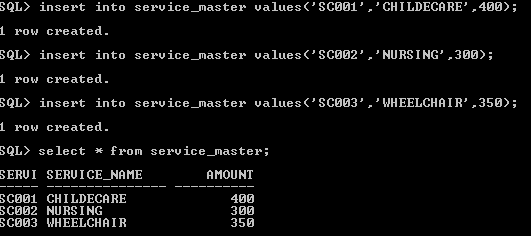 SQL> insert into service_master values('SC001','CHILDECARE',400);
1 row created.
SQL> insert into service_master values('SC002','NURSING',300);
1 row created.
SQL> insert into service_master values('SC003','WHEELCHAIR',350);
1 row created.
SQL> select * from service_master;
SERVI SERVICE_NAME        AMOUNT
----- --------------- ----------
SC001 CHILDECARE             400
SC002 NURSING                300
SC003 WHEELCHAIR             350